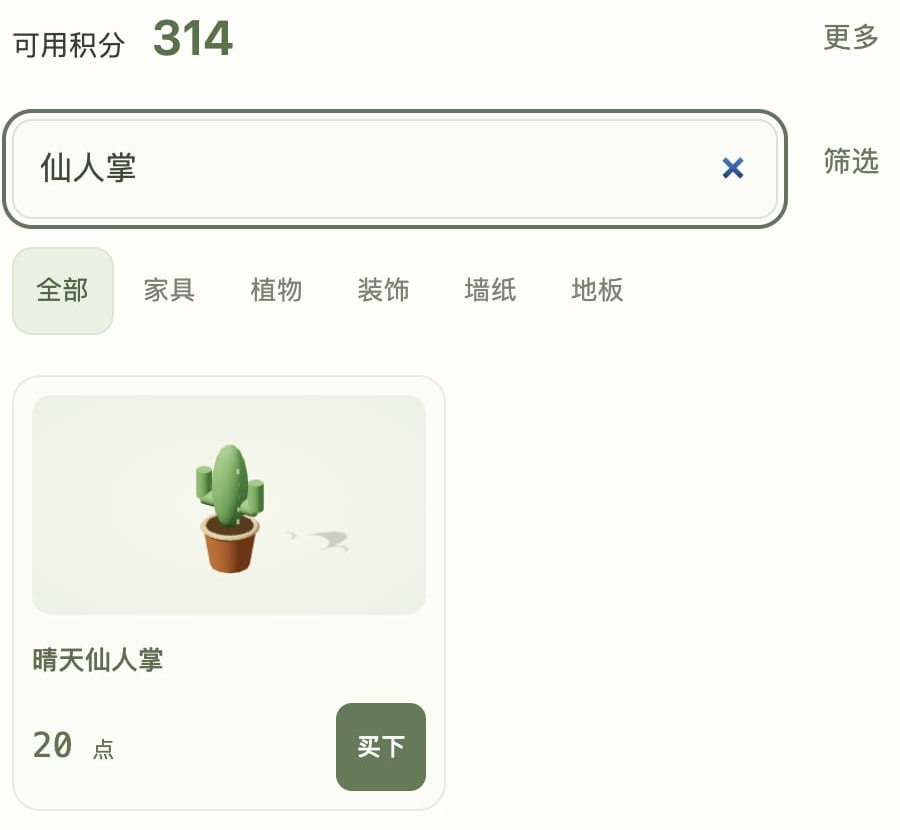 可用积分 314 更多
仙人掌 × 筛选
全部 家具 植物 装饰 墙纸 地板
晴天仙人掌
20 点 买下